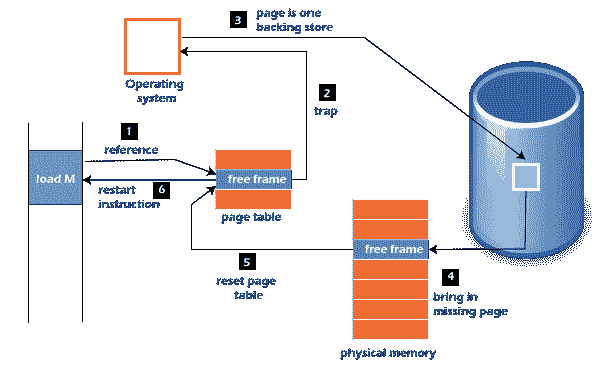 3
page is one
backing store
Operating
system
2
trap
1
reference
load M
6
restart
instruction
free frame
page table
5
reset page
table
free frame
4
bring in
missing page
physical memory